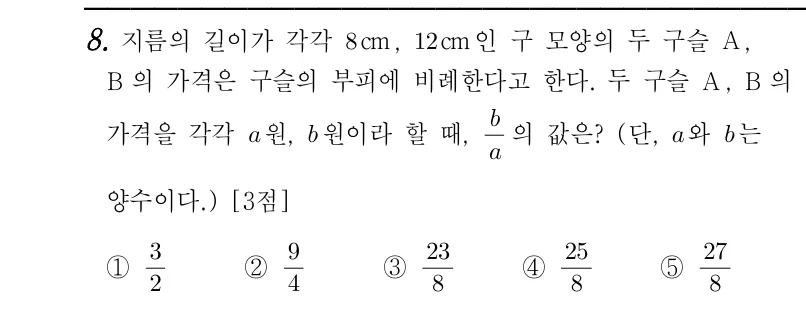 8. 지름의 길이가 각각 8cm, 12cm인 구 모양의 두 구슬 A,
B의 가격은 구슬의 부피에 비례한다고 한다. 두 구슬 A, B의
가격을 각각 a원, b원이라 할 때, b/a의 값은? (단, a와 b는
양수이다.) [3점]
① 3/2 ② 9/4 ③ 23/8 ④ 25/8 ⑤ 27/8